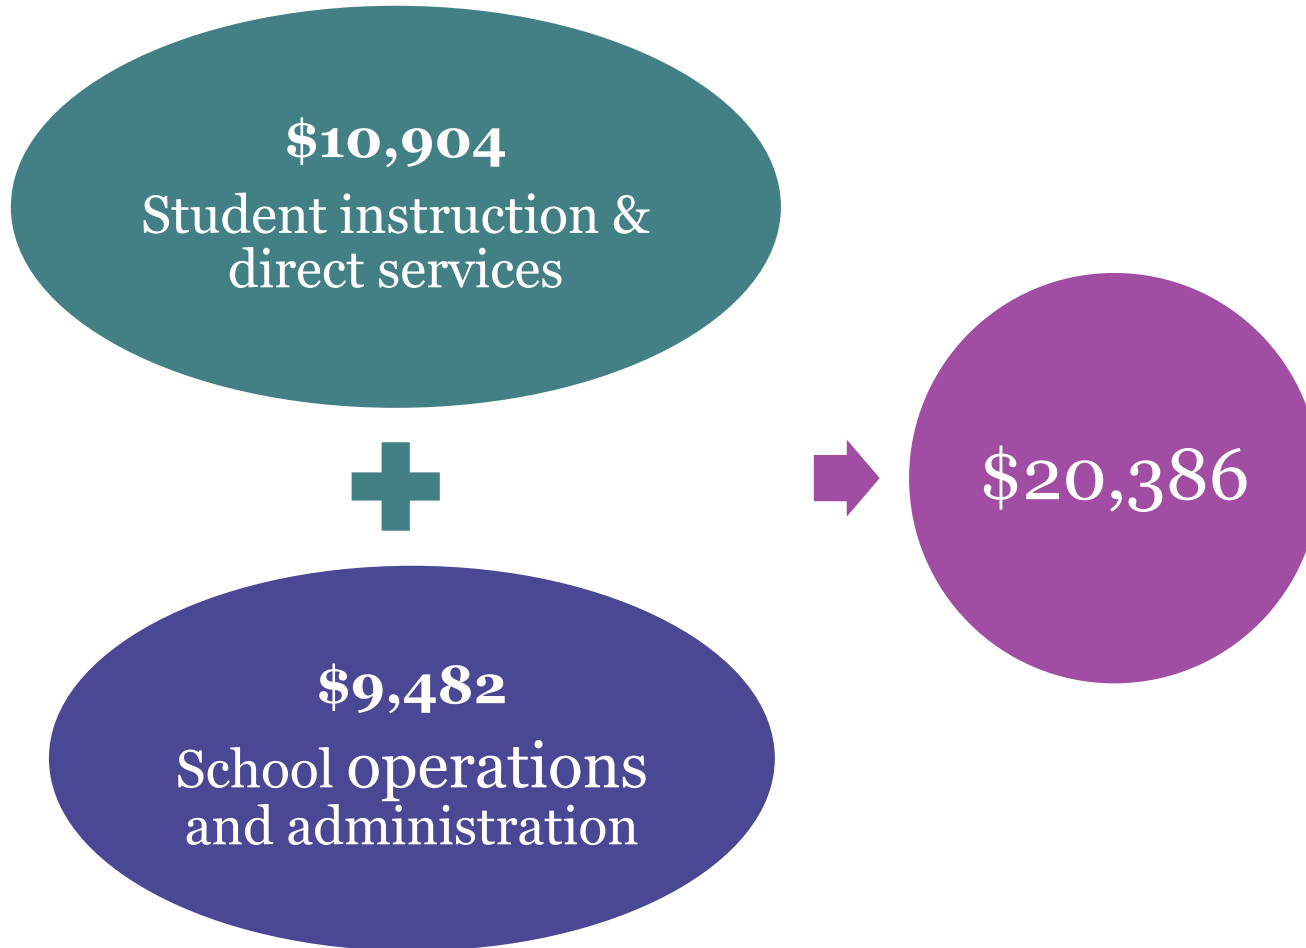 $10,904
Student instruction &
direct services
$20,386
$9,482
School operations
and administration